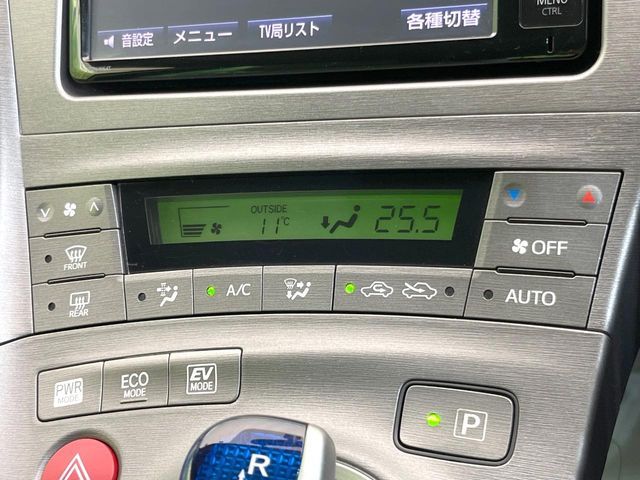 MENU
CTRL
音設定 メニュー TV局リスト 各種切替
OUTSIDE
11℃ 25.5
FRONT
OFF
REAR
A/C
AUTO
PWR MODE
ECO MODE
EV MODE
P
R